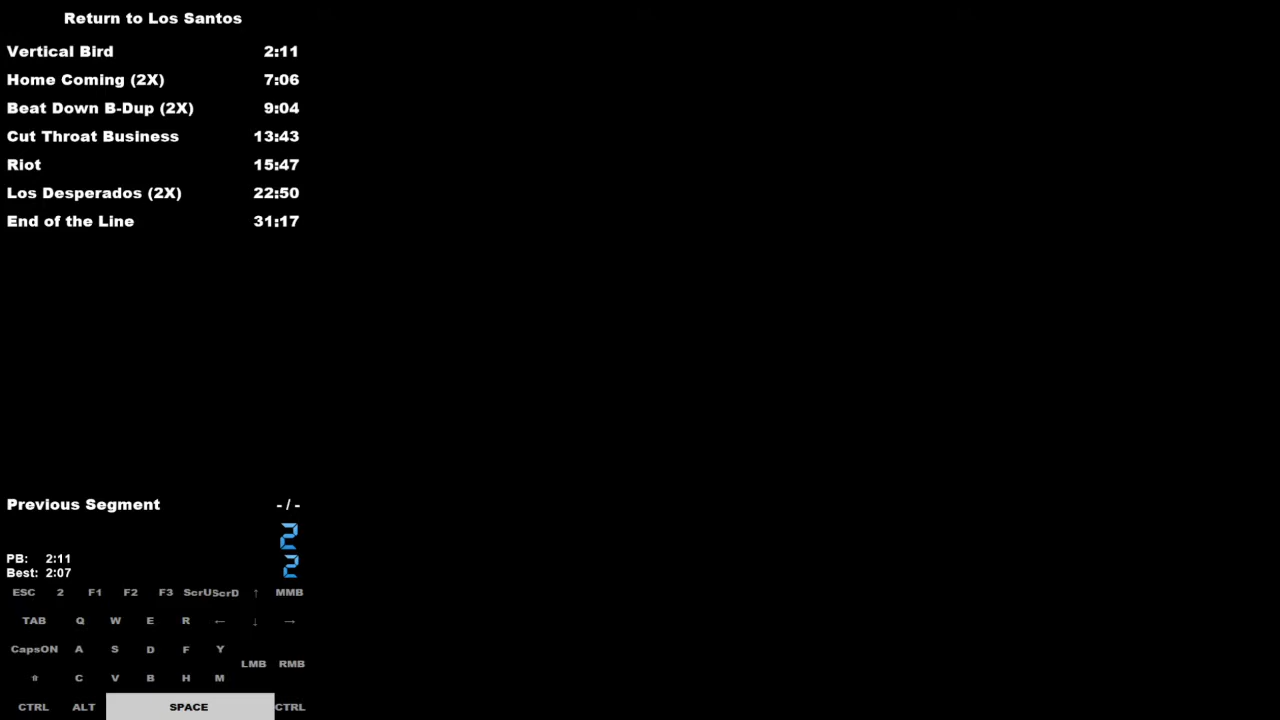 Return to Los Santos
Vertical Bird 2:11
Home Coming (2X) 7:06
Beat Down B-Dup (2X) 9:04
Cut Throat Business 13:43
Riot 15:47
Los Desperados (2X) 22:50
End of the Line 31:17
Previous Segment - / -
2
PB: 2:11
2
Best: 2:07
ESC 2 F1 F2 F3 ScrU ScrD ↑ MMB
TAB Q W E R ← ↓ →
CapsON A S D F Y
LMB RMB
⇧ C V B H M
CTRL ALT SPACE CTRL